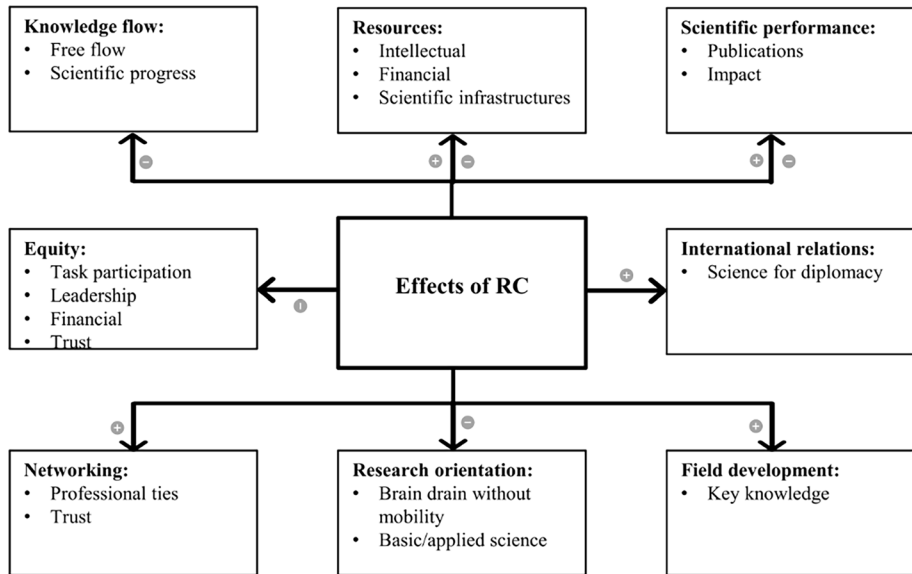 Knowledge flow:
• Free flow
• Scientific progress
Resources:
• Intellectual
• Financial
• Scientific infrastructures
Scientific performance:
• Publications
• Impact
−
+ −
+ −
Equity:
• Task participation
• Leadership
• Financial
• Trust
Effects of RC
International relations:
• Science for diplomacy
+
+
−
+
Networking:
• Professional ties
• Trust
Research orientation:
• Brain drain without
mobility
• Basic/applied science
Field development:
• Key knowledge